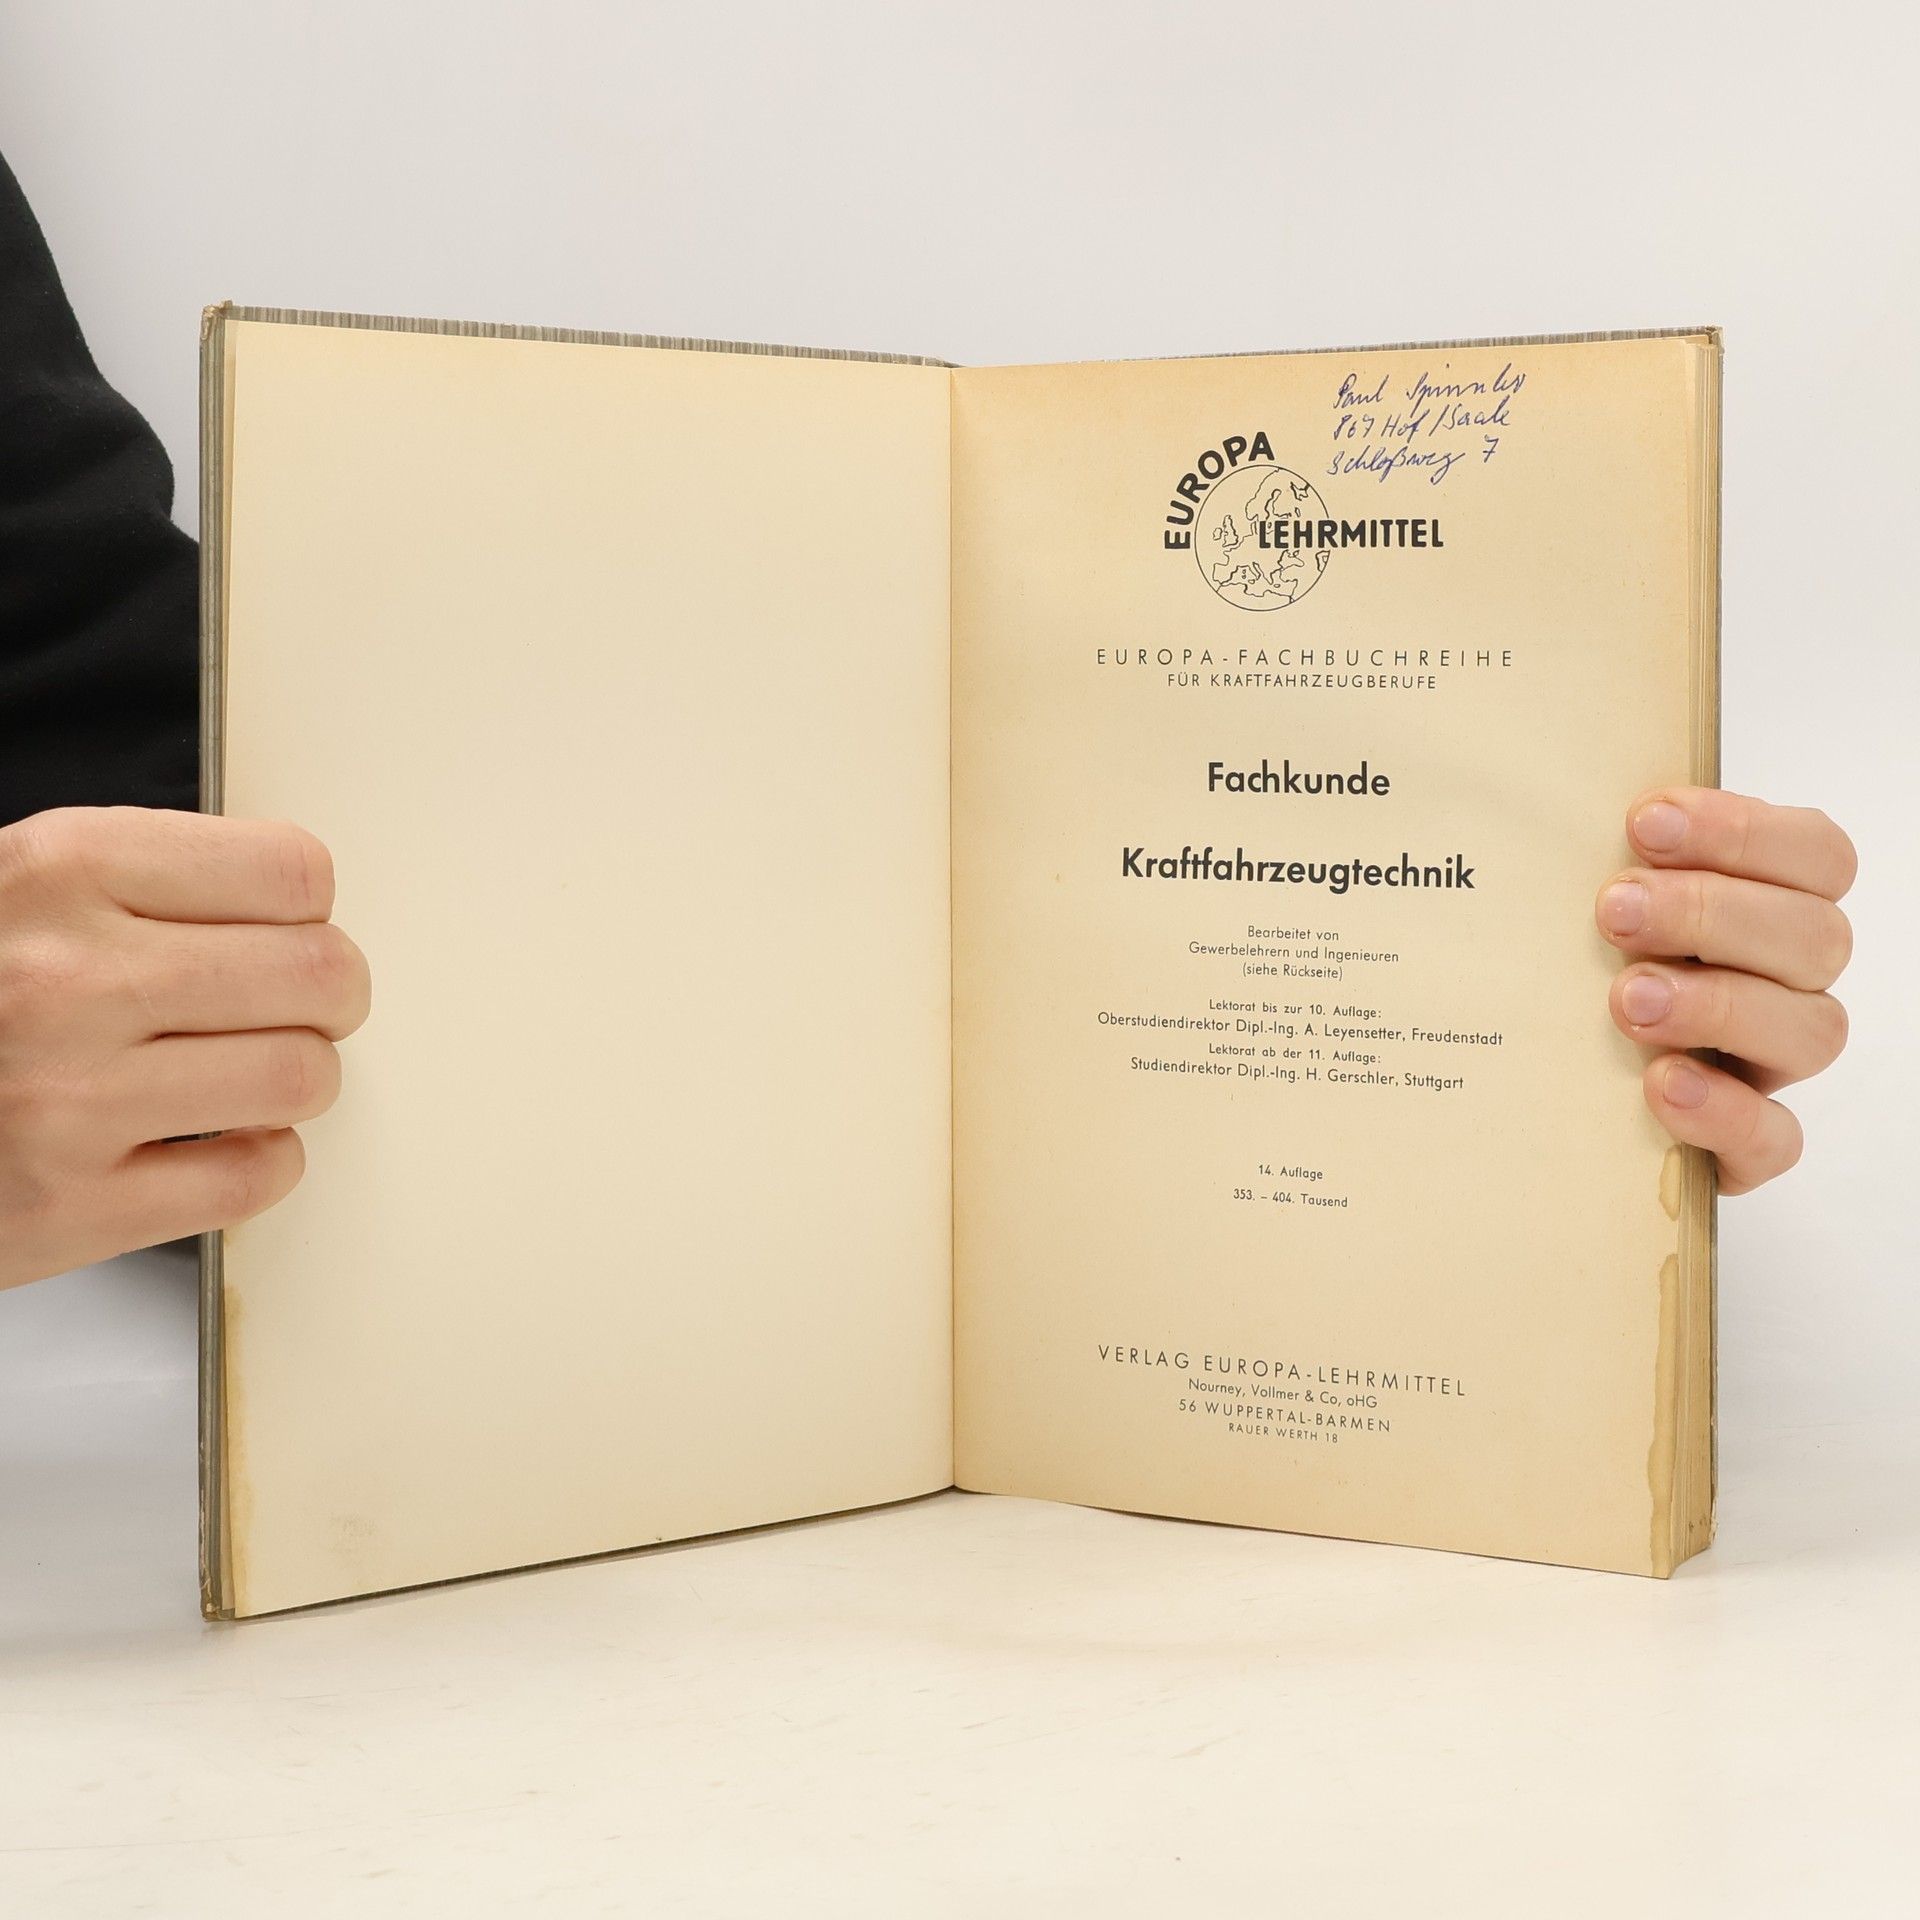 Paul Spinnler
867 Hof/Saale
Schloßweg 7
EUROPA
LEHRMITTEL
EUROPA-FACHBUCHREIHE
FÜR KRAFTFAHRZEUGBERUFE
Fachkunde
Kraftfahrzeugtechnik
Bearbeitet von
Gewerbelehrern und Ingenieuren
(siehe Rückseite)
Lektorat bis zur 10. Auflage:
Oberstudiendirektor Dipl.-Ing. A. Leyensetter, Freudenstadt
Lektorat ab der 11. Auflage:
Studiendirektor Dipl.-Ing. H. Gerschler, Stuttgart
14. Auflage
353. – 404. Tausend
VERLAG EUROPA-LEHRMITTEL
Nourney, Vollmer & Co, oHG
56 WUPPERTAL-BARMEN
RAUER WERTH 18